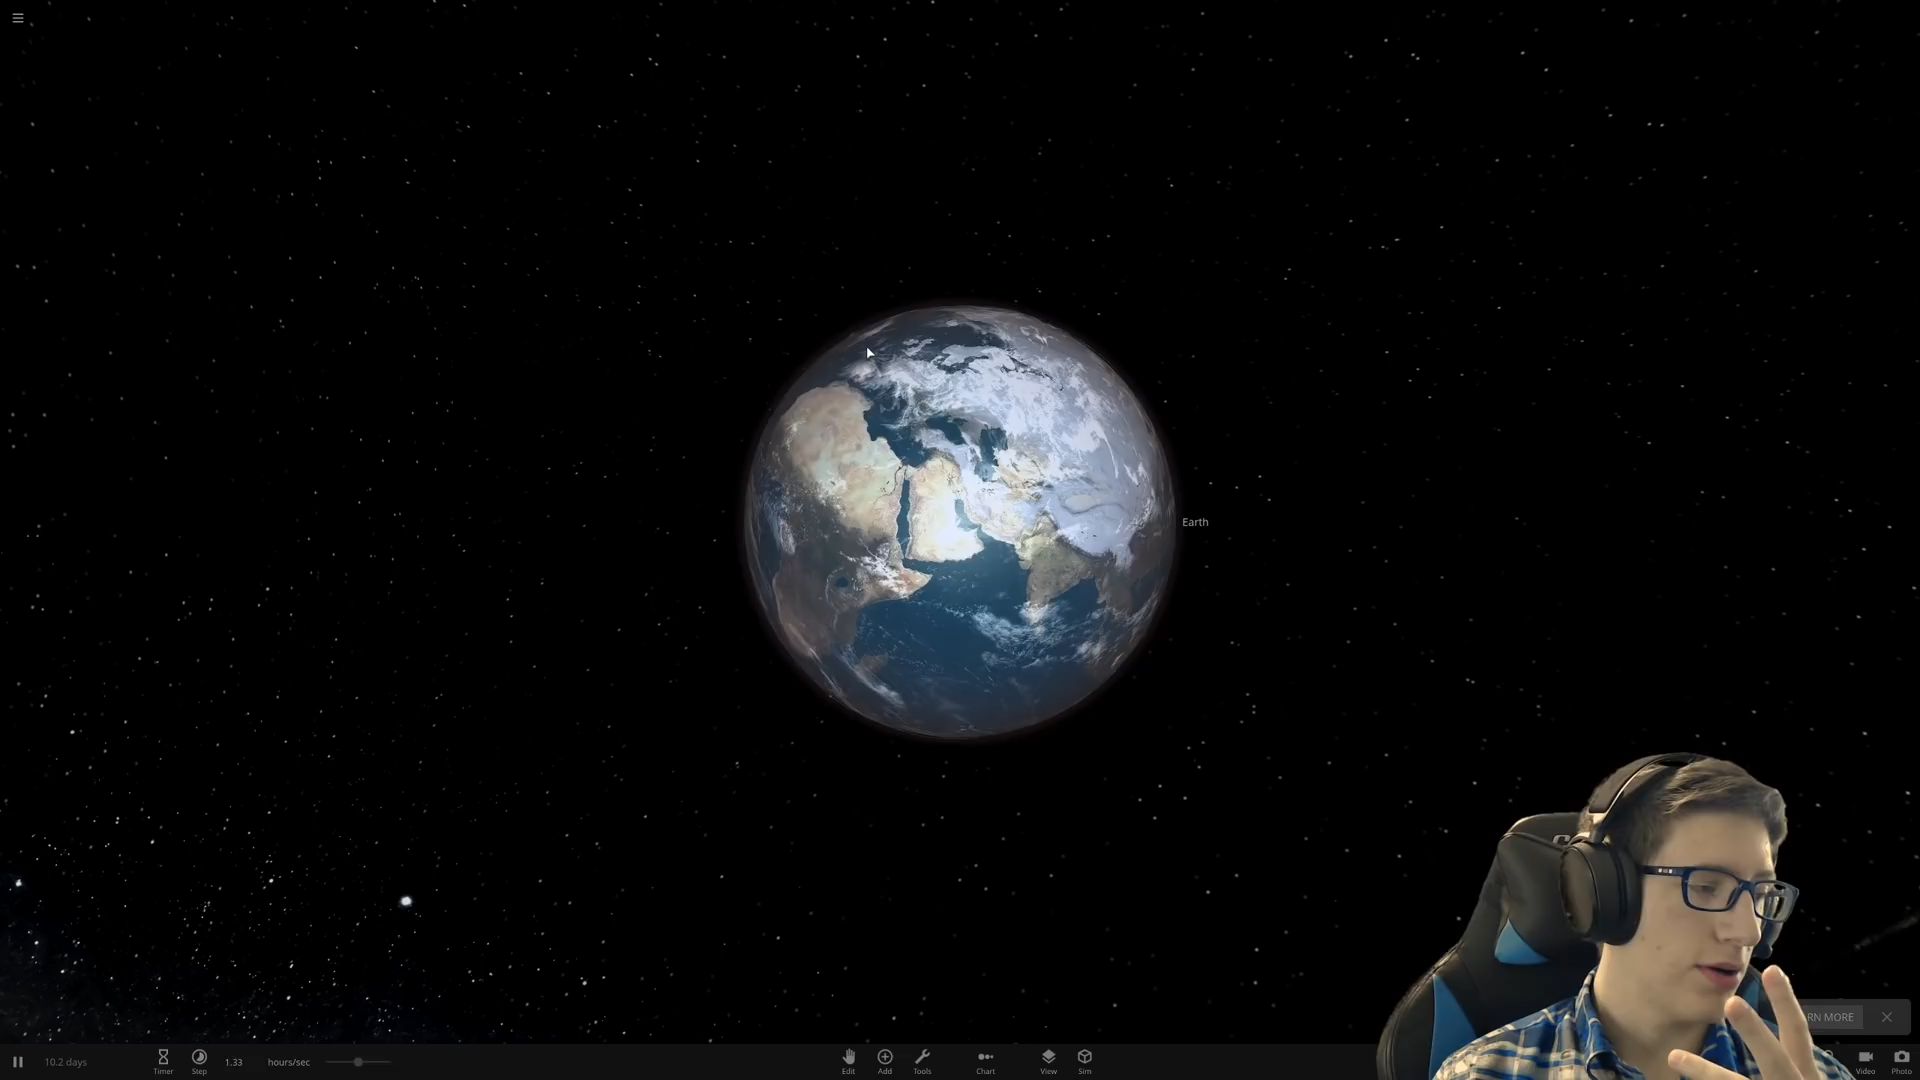 Earth
RN MORE
10.2 days
Timer
Step
1.33
hours/sec
Edit
Add
Tools
Chart
View
Sim
Video
Photo